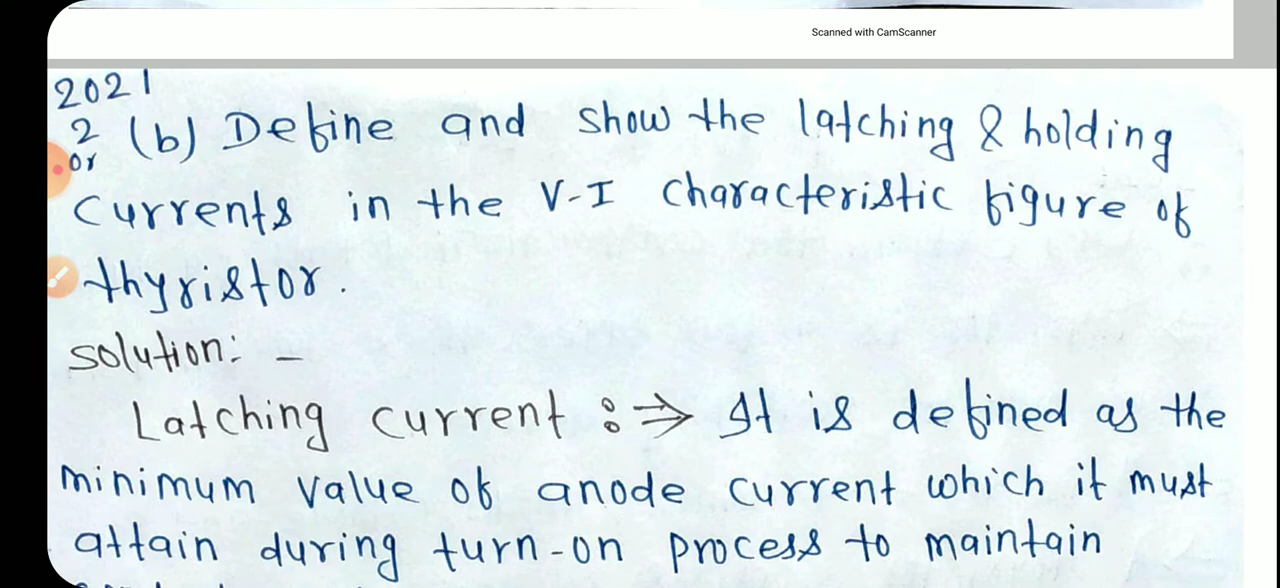 Scanned with CamScanner
2021
2 (b) Define and show the latching & holding
or
currents in the V-I characteristic figure of
thyristor.
solution: -
Latching current :⇒ It is defined as the
minimum value of anode current which it must
attain during turn-on process to maintain